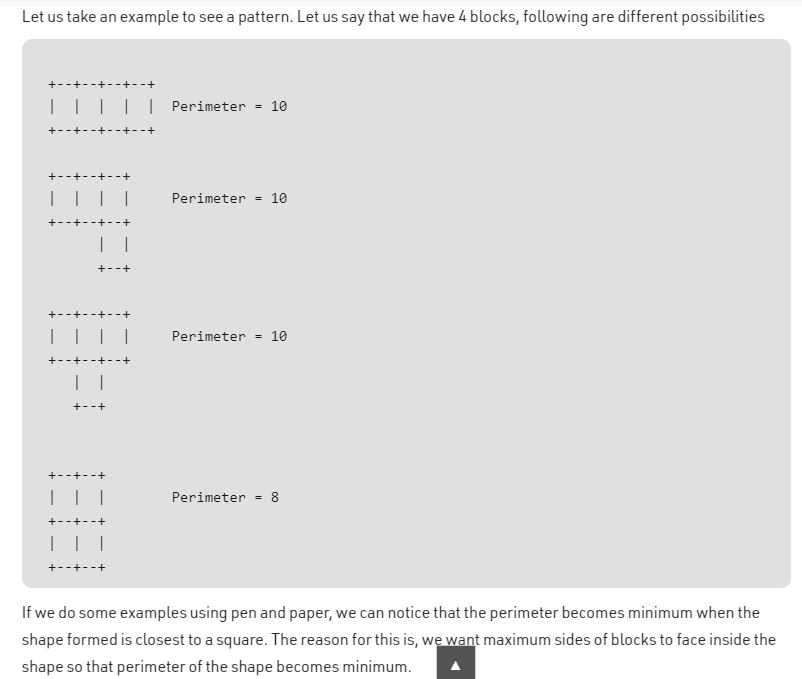 Let us take an example to see a pattern. Let us say that we have 4 blocks, following are different possibilities
+--+--+--+--+
|  |  |  |  |  Perimeter = 10
+--+--+--+--+
+--+--+--+
|  |  |  |     Perimeter = 10
+--+--+--+
      |  |
      +--+
+--+--+--+
|  |  |  |     Perimeter = 10
+--+--+--+
   |  |
   +--+
+--+--+
|  |  |        Perimeter = 8
+--+--+
|  |  |
+--+--+
If we do some examples using pen and paper, we can notice that the perimeter becomes minimum when the
shape formed is closest to a square. The reason for this is, we want maximum sides of blocks to face inside the
shape so that perimeter of the shape becomes minimum.
▲